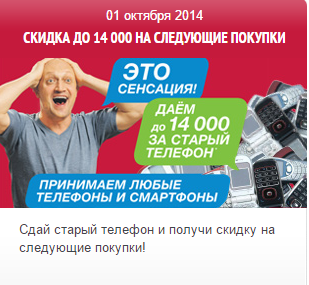 01 октября 2014
СКИДКА ДО 14 000 НА СЛЕДУЮЩИЕ ПОКУПКИ
ЭТО
СЕНСАЦИЯ!
ДАЁМ
до 14 000
ЗА СТАРЫЙ
ТЕЛЕФОН*
ПРИНИМАЕМ ЛЮБЫЕ
ТЕЛЕФОНЫ И СМАРТФОНЫ
Сдай старый телефон и получи скидку на
следующие покупки!